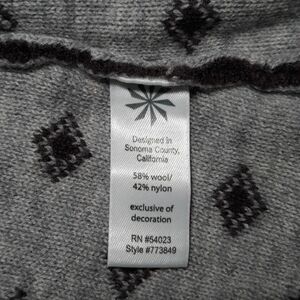 Designed in
Sonoma County,
California
58% wool/
42% nylon
exclusive of
decoration
RN #54023
Style #773849